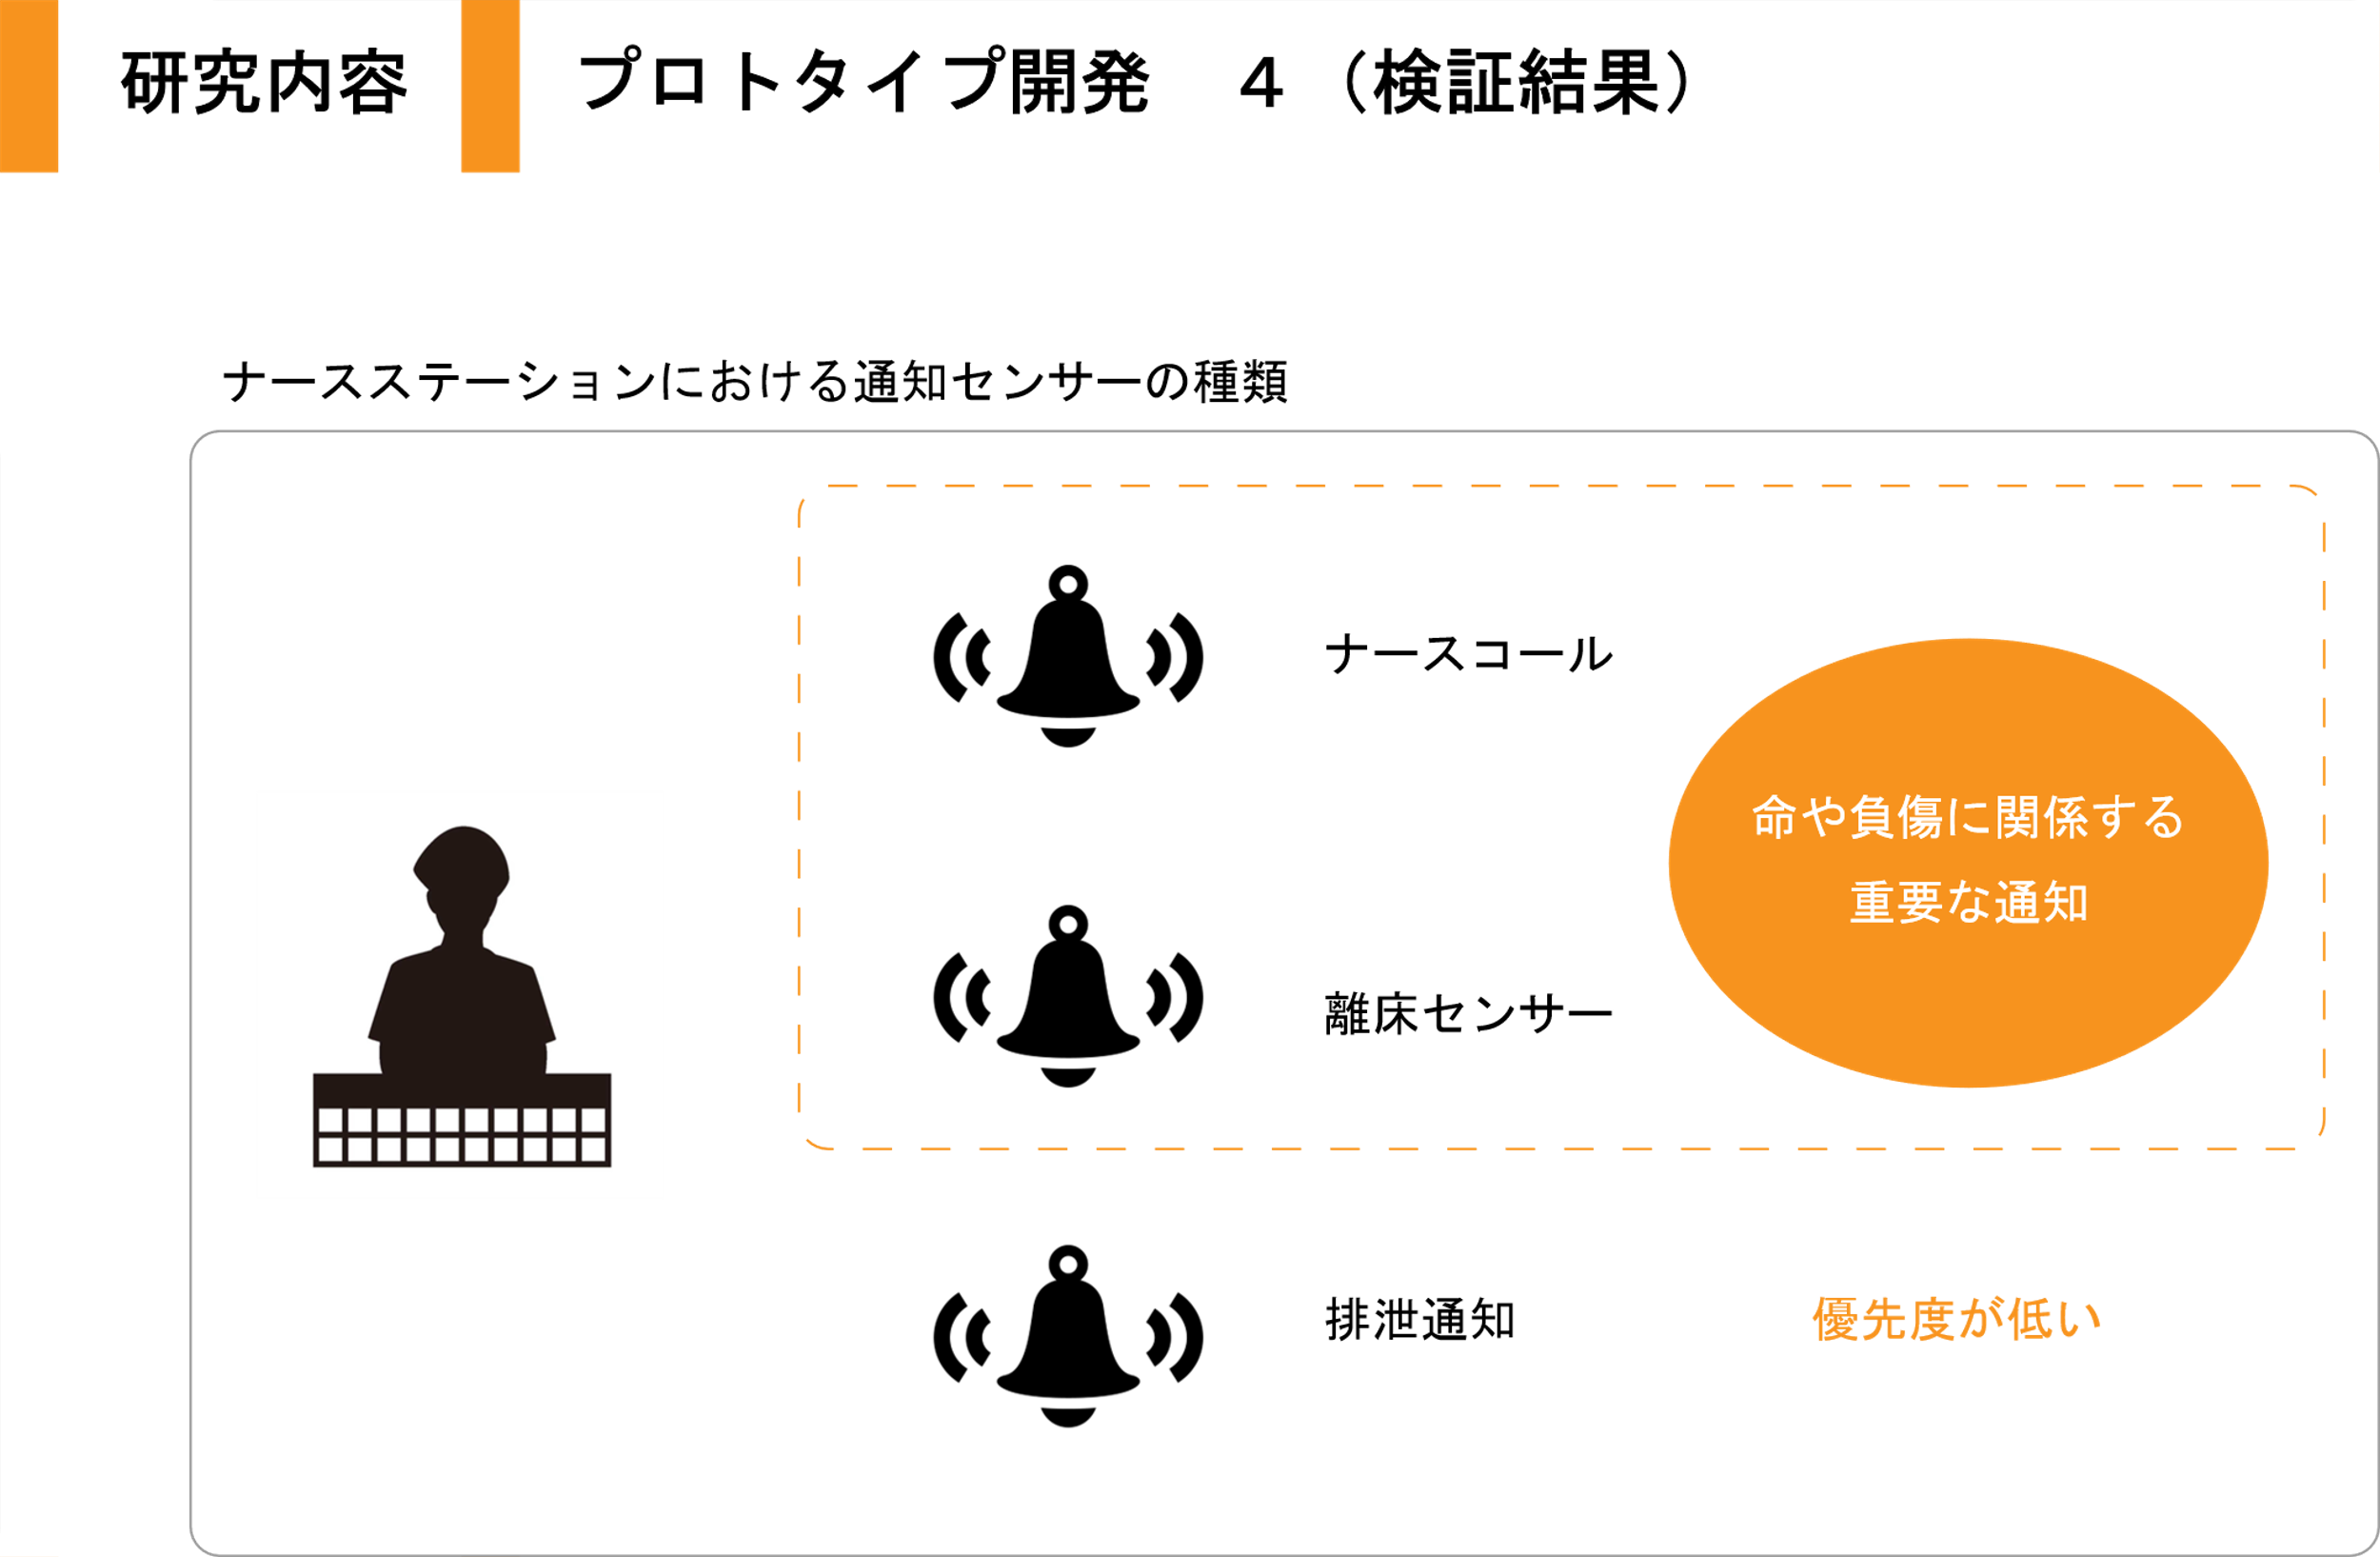 研究内容
プロトタイプ開発　4　（検証結果）
ナースステーションにおける通知センサーの種類
ナースコール
命や負傷に関係する
重要な通知
離床センサー
排泄通知
優先度が低い